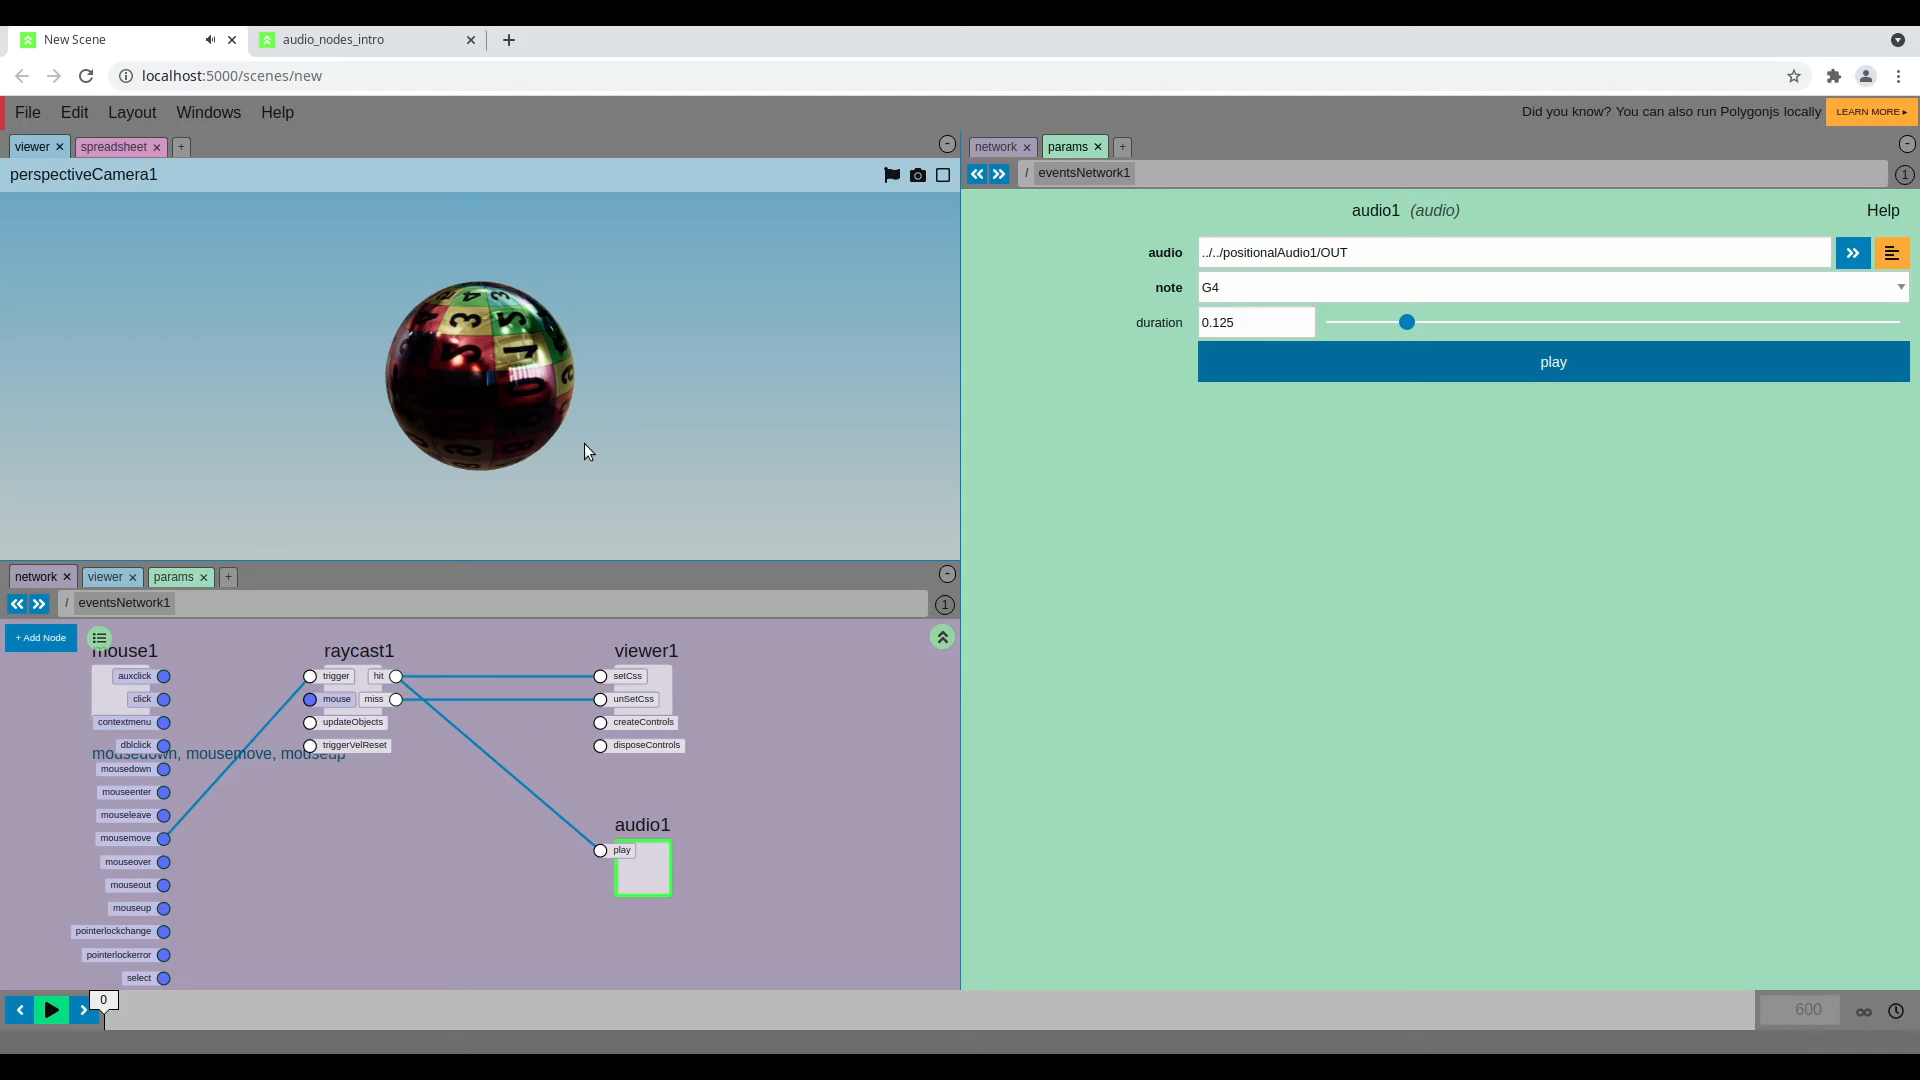 New Scene
audio_nodes_intro
localhost:5000/scenes/new
File Edit Layout Windows Help
Did you know? You can also run Polygonjs locally
LEARN MORE ▸
viewer
spreadsheet
+
network
params
+
perspectiveCamera1
/ eventsNetwork1
1
audio1 (audio)
Help
audio
../../positionalAudio1/OUT
note
G4
duration
0.125
play
network
viewer
params
+
/ eventsNetwork1
1
+ Add Node
mouse1
auxclick
click
contextmenu
dblclick
mousedown, mousemove, mouseup
mousedown
mouseenter
mouseleave
mousemove
mouseover
mouseout
mouseup
pointerlockchange
pointerlockerror
select
raycast1
trigger hit
mouse miss
updateObjects
triggerVelReset
viewer1
setCss
unSetCss
createControls
disposeControls
audio1
play
0
600